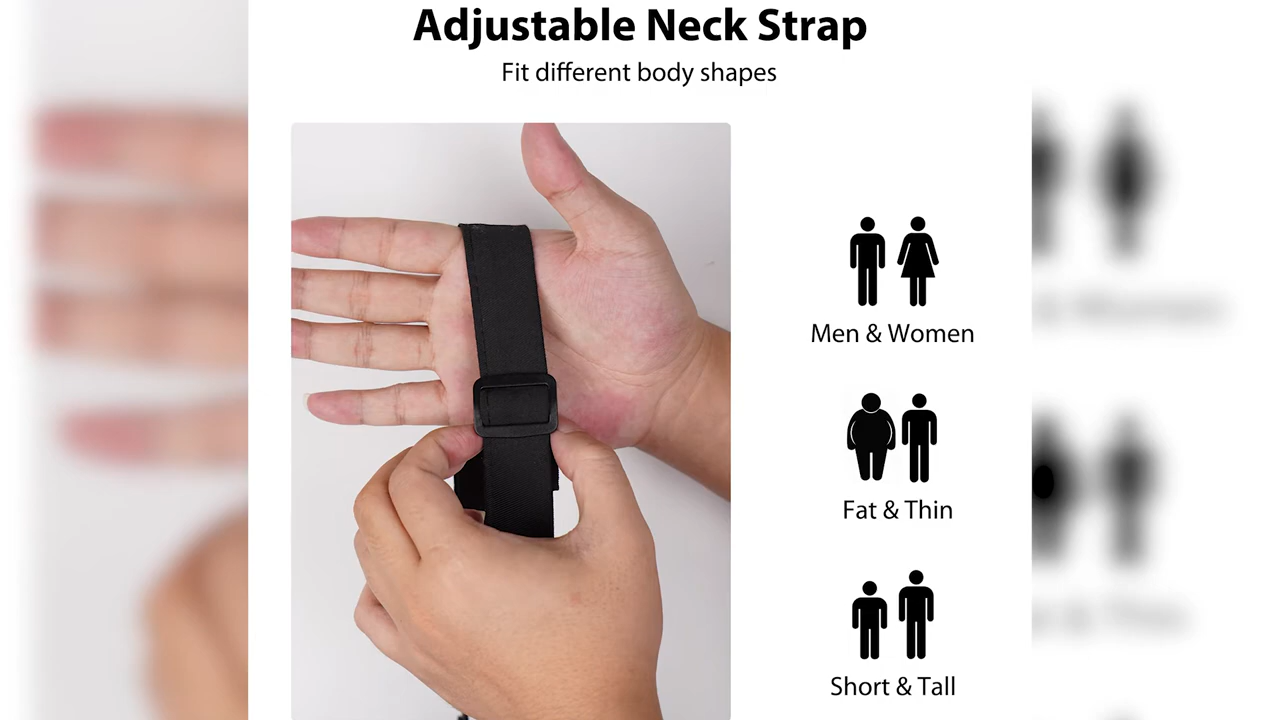 Adjustable Neck Strap
Fit different body shapes
Men & Women
Fat & Thin
Short & Tall